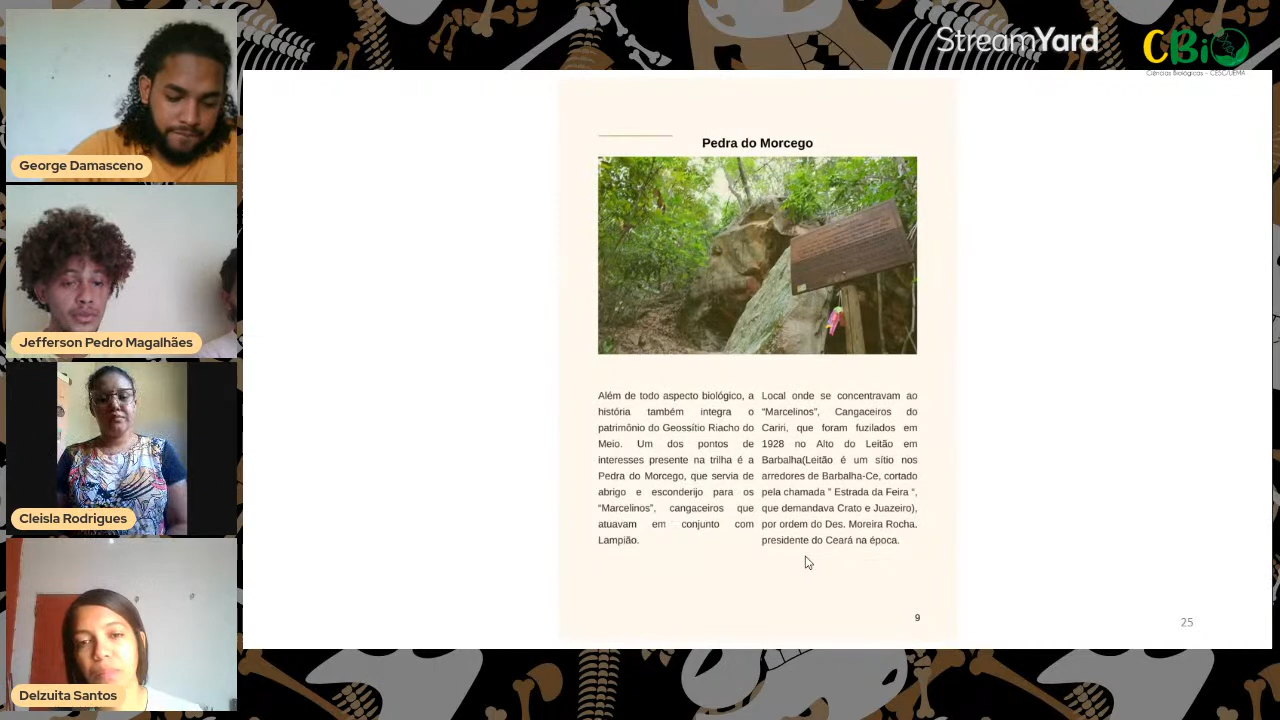 StreamYard
CBiO
Ciências Biológicas - CESC/UEMA
George Damasceno
Jefferson Pedro Magalhães
Cleisla Rodrigues
Delzuita Santos
Pedra do Morcego
Além de todo aspecto biológico, a
história também integra o
patrimônio do Geossítio Riacho do
Meio. Um dos pontos de
interesses presente na trilha é a
Pedra do Morcego, que servia de
abrigo e esconderijo para os
“Marcelinos”, cangaceiros que
atuavam em conjunto com
Lampião.
Local onde se concentravam ao
“Marcelinos”, Cangaceiros do
Cariri, que foram fuzilados em
1928 no Alto do Leitão em
Barbalha(Leitão é um sítio nos
arredores de Barbalha-Ce, cortado
pela chamada ” Estrada da Feira “,
que demandava Crato e Juazeiro),
por ordem do Des. Moreira Rocha.
presidente do Ceará na época.
9
25